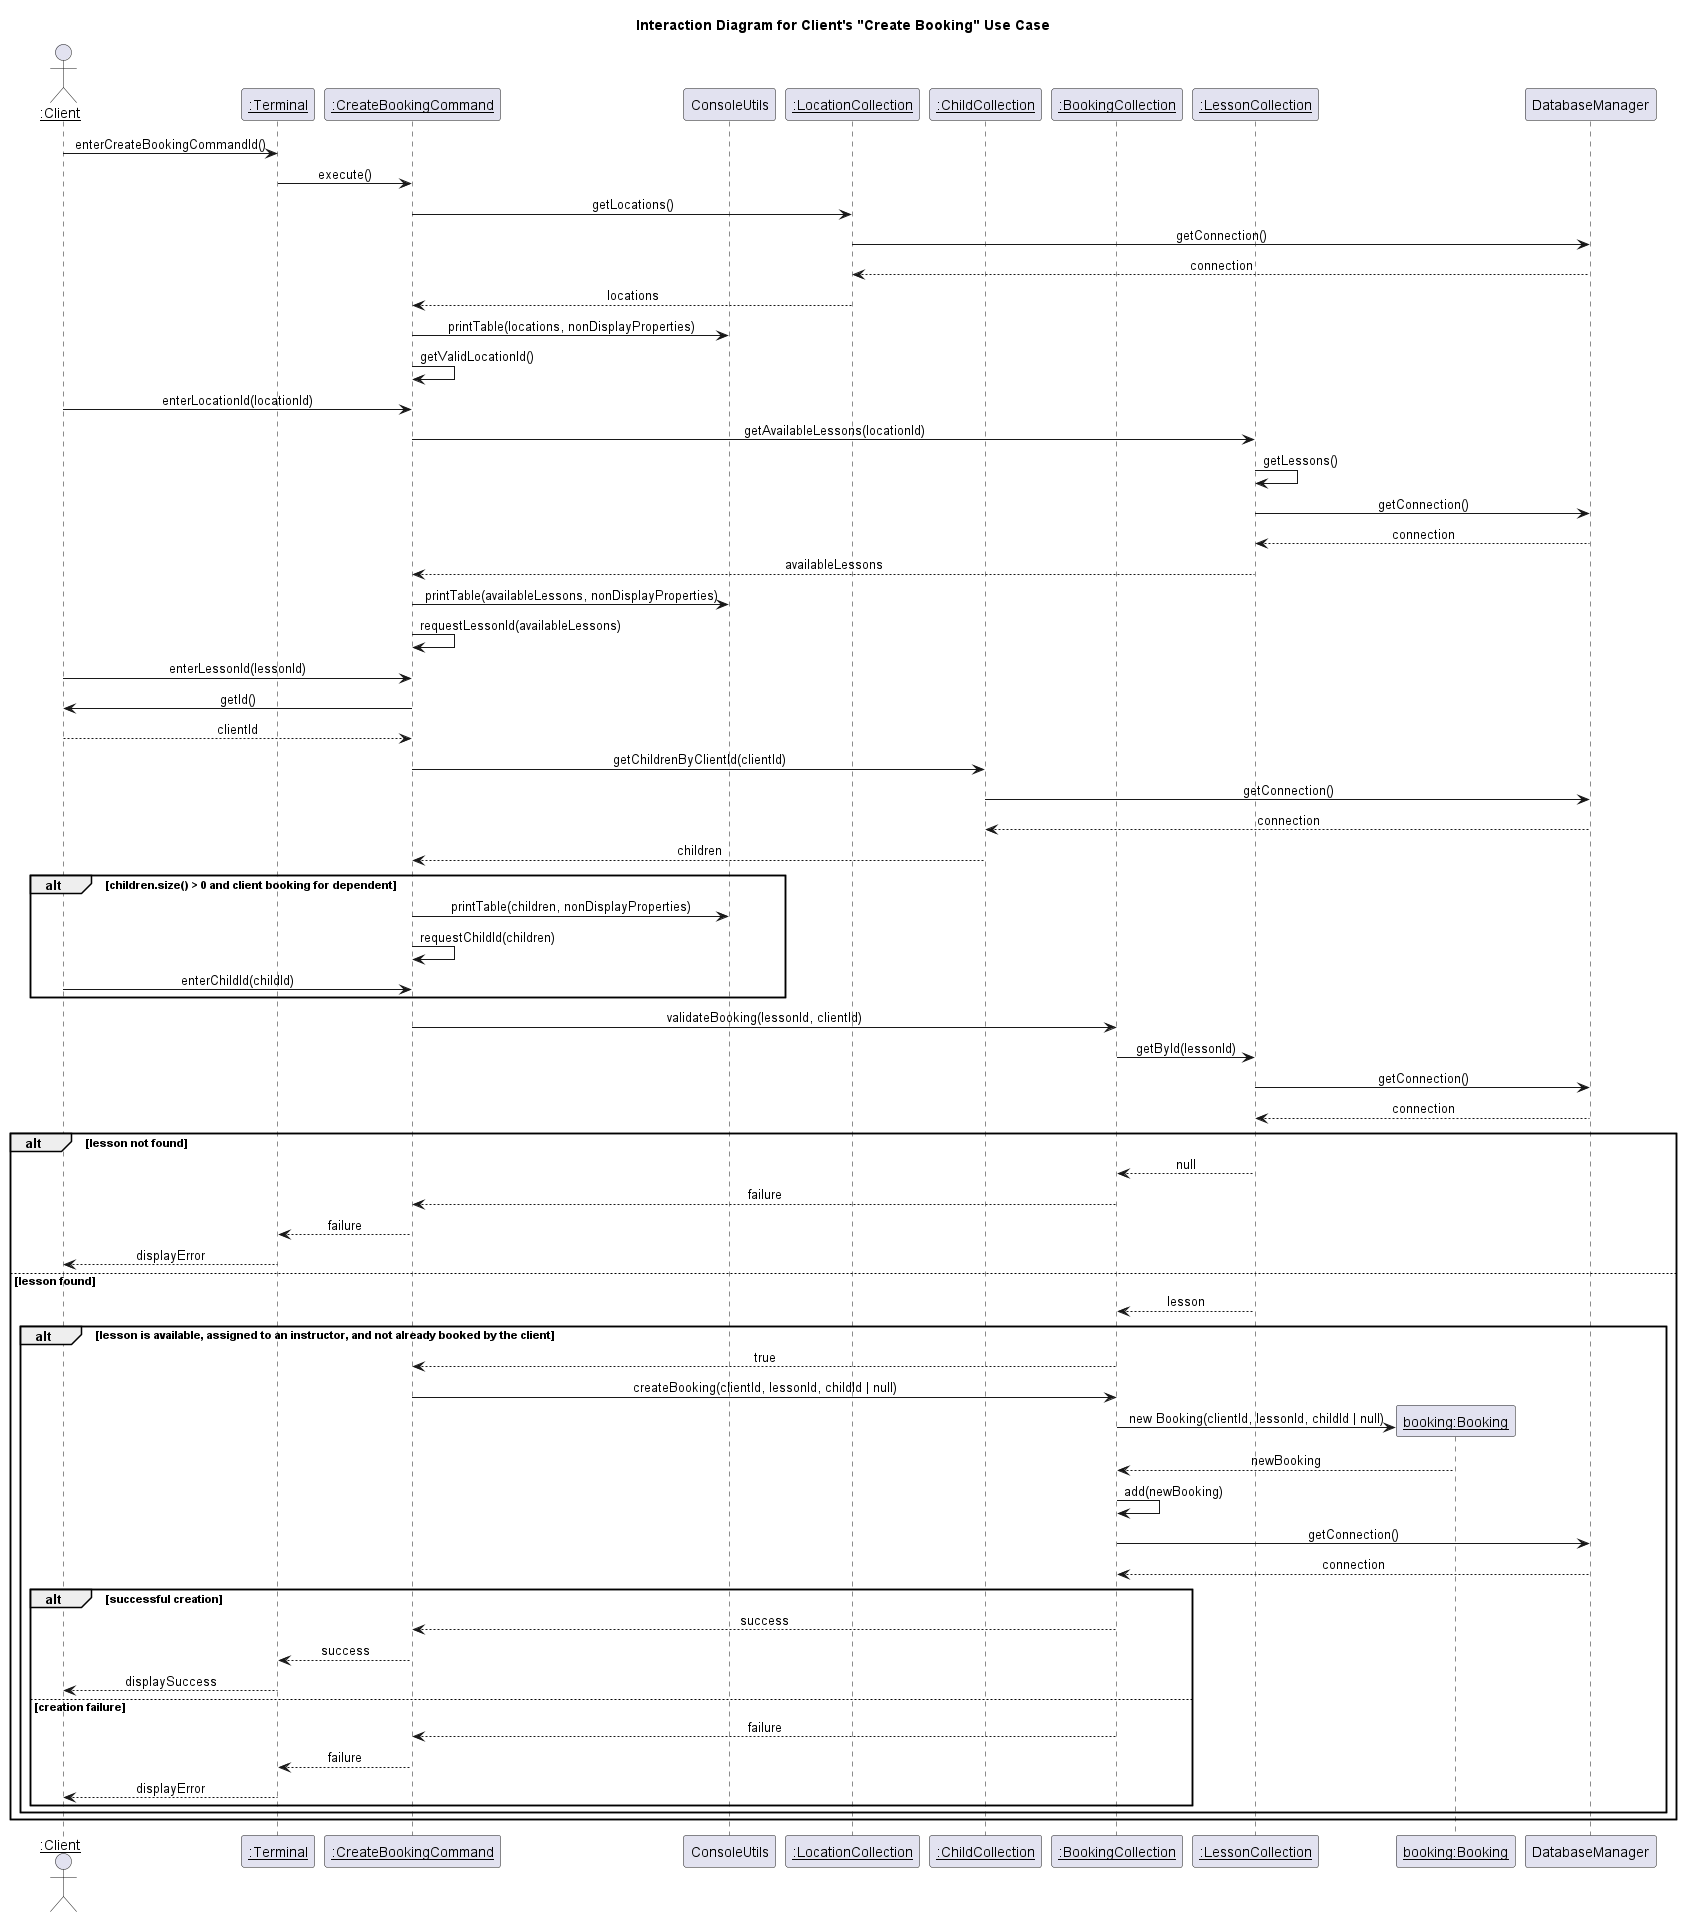 Interaction Diagram for Client's "Create Booking" Use Case
:Client
:Terminal
:CreateBookingCommand
ConsoleUtils
:LocationCollection
:ChildCollection
:BookingCollection
:LessonCollection
DatabaseManager
enterCreateBookingCommandId()
execute()
getLocations()
getConnection()
connection
locations
printTable(locations, nonDisplayProperties)
getValidLocationId()
enterLocationId(locationId)
getAvailableLessons(locationId)
getLessons()
getConnection()
connection
availableLessons
printTable(availableLessons, nonDisplayProperties)
requestLessonId(availableLessons)
enterLessonId(lessonId)
getId()
clientId
getChildrenByClientId(clientId)
getConnection()
connection
children
alt
[children.size() > 0 and client booking for dependent]
printTable(children, nonDisplayProperties)
requestChildId(children)
enterChildId(childId)
validateBooking(lessonId, clientId)
getById(lessonId)
getConnection()
connection
alt
[lesson not found]
null
failure
failure
displayError
[lesson found]
lesson
alt
[lesson is available, assigned to an instructor, and not already booked by the client]
true
createBooking(clientId, lessonId, childId | null)
new Booking(clientId, lessonId, childId | null)
booking:Booking
newBooking
add(newBooking)
getConnection()
connection
alt
[successful creation]
success
success
displaySuccess
[creation failure]
failure
failure
displayError
:Client
:Terminal
:CreateBookingCommand
ConsoleUtils
:LocationCollection
:ChildCollection
:BookingCollection
:LessonCollection
booking:Booking
DatabaseManager